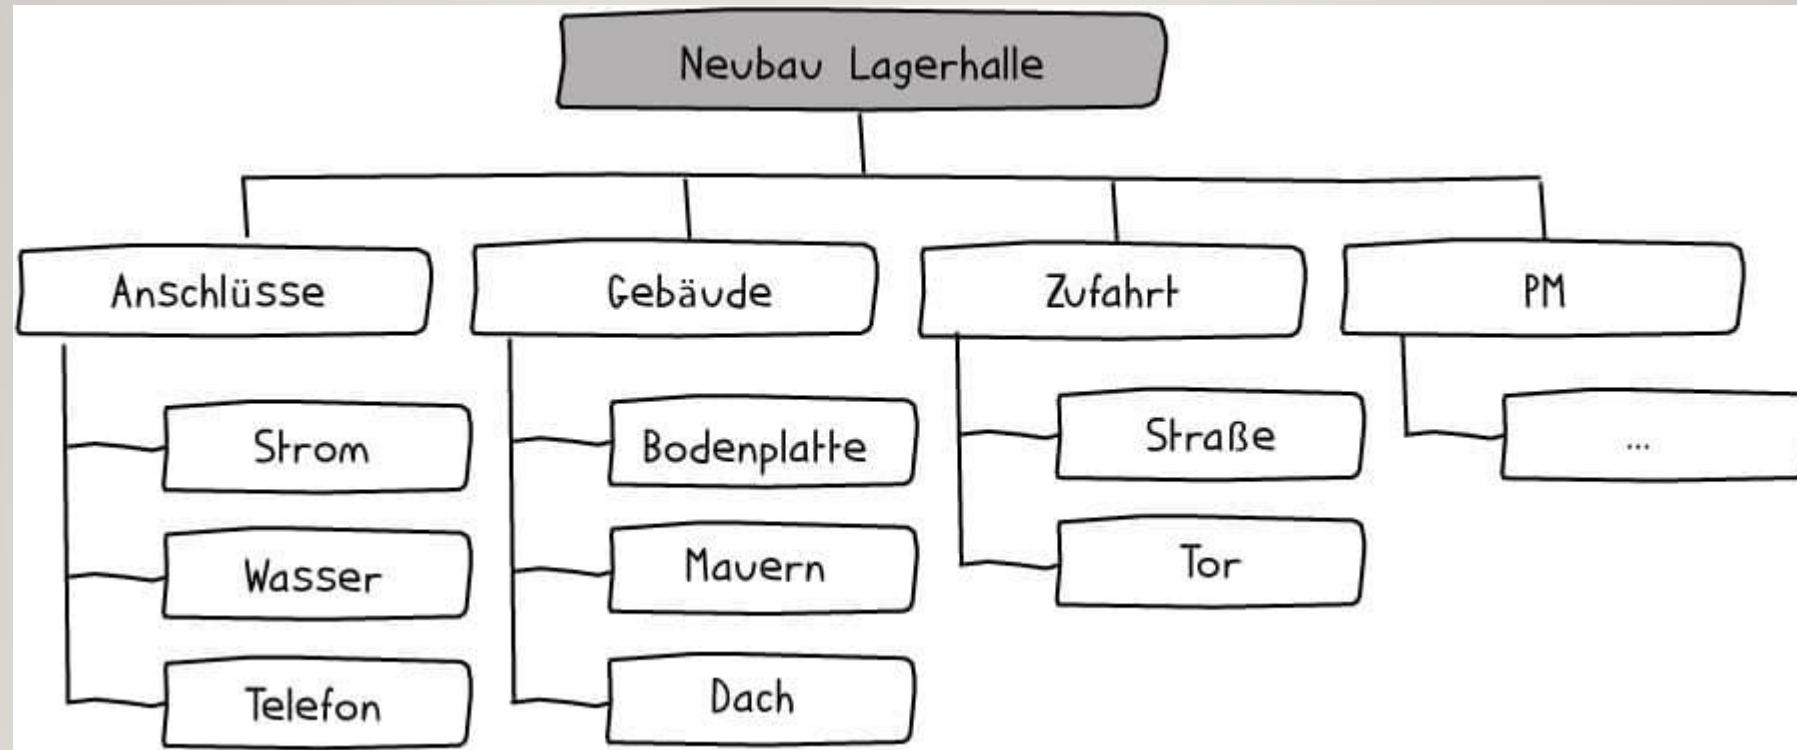 Neubau Lagerhalle
Anschlüsse
Strom
Wasser
Telefon
Gebäude
Bodenplatte
Mauern
Dach
Zufahrt
Straße
Tor
PM
...